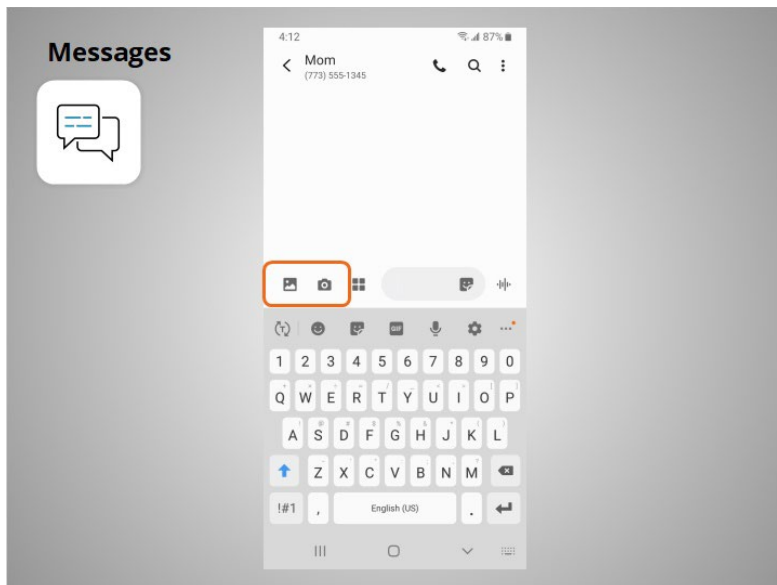 Messages
4:12
87%
Mom
(773) 555-1345
GIF
1 2 3 4 5 6 7 8 9 0
Q W E R T Y U I O P
A S D F G H J K L
Z X C V B N M
!#1 , English (US) .